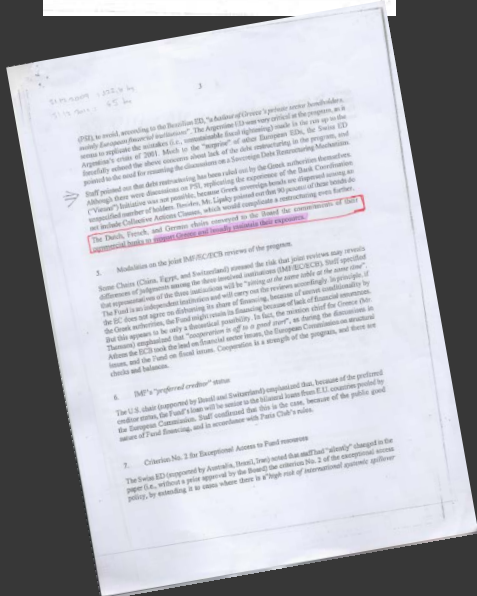 3
(PSI), to avoid, according to the Brazilian ED, "a bailout of Greece's private sector bondholders,
mainly European financial institutions". The Argentine ED was very critical at the program, as it
seems to replicate the mistakes (i.e., unsustainable fiscal tightening) made in the run up to the
Argentina's crisis of 2001. Much to the "surprise" of other European EDs, the Swiss ED
forcefully echoed the above concerns about lack of debt restructuring in the program, and
pointed to the need for resuming the discussions on a Sovereign Debt Restructuring Mechanism.
Staff pointed out that debt restructuring has been ruled out by the Greek authorities themselves.
Although there were discussions on PSI, replicating the experience of the Bank Coordination
("Vienna") Initiative was not possible, because Greek sovereign bonds are dispersed among an
unspecified number of holders. Besides, Mr. Lipsky pointed out that 90 percent of these bonds do
not include Collective Actions Clauses, which would complicate a restructuring even further.
The Dutch, French, and German chairs conveyed to the Board the commitments of their
commercial banks to support Greece and broadly maintain their exposures.
5. Modalities on the joint IMF/EC/ECB reviews of the program
Some Chairs (China, Egypt, and Switzerland) stressed the risk that joint reviews may reveals
differences of judgments among the three involved institutions (IMF/EC/ECB). Staff specified
that representatives of the three institutions will be "sitting at the same table at the same time".
The Fund is an independent institution and will carry out the reviews accordingly. In principle, if
the EC does not agree on disbursing its share of financing, because of unmet conditionality by
the Greek authorities, the Fund might retain its financing because of lack of financial assurances.
But this appears to be only a theoretical possibility. In fact, the mission chief for Greece (Mr.
Thomsen) emphasized that "cooperation is off to a good start", as during the discussions in
Athens the ECB took the lead on financial sector issues, the European Commission on structural
issues, and the Fund on fiscal issues. Cooperation is a strength of the program, and there are
checks and balances.
6. IMF's "preferred creditor" status
The U.S. chair (supported by Brazil and Switzerland) emphasized that, because of the preferred
creditor status, the Fund's loan will be senior to the bilateral loans from E.U. countries pooled by
the European Commission. Staff confirmed that this is the case, because of the public good
nature of Fund financing, and in accordance with Paris Club's rules.
7. Criterion No. 2 for Exceptional Access to Fund resources
The Swiss ED (supported by Australia, Brazil, Iran) noted that staff had "silently" changed in the
paper (i.e., without a prior approval by the Board) the criterion No. 2 of the exceptional access
policy, by extending it to cases where there is a "high risk of international systemic spillover